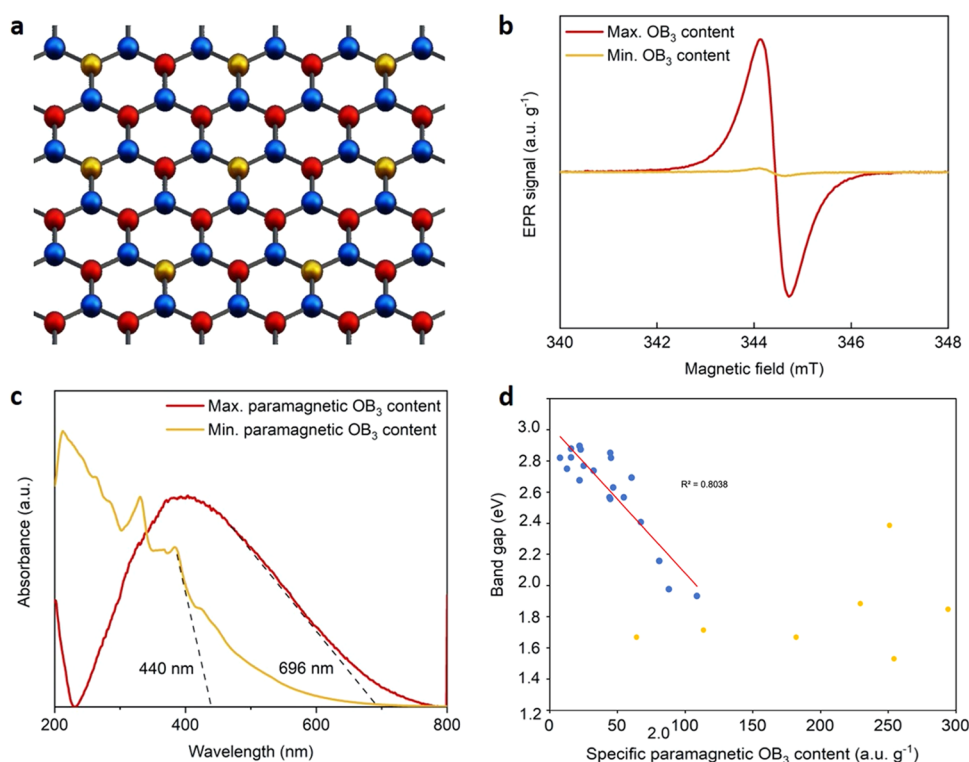 a
b
Max. OB₃ content
Min. OB₃ content
EPR signal (a.u. g⁻¹)
340
342
344
346
348
Magnetic field (mT)
c
Max. paramagnetic OB₃ content
Min. paramagnetic OB₃ content
Absorbance (a.u.)
440 nm
696 nm
200
400
600
800
Wavelength (nm)
d
3.0
2.8
2.6
2.4
2.2
2.0
1.8
1.6
1.4
1.2
Band gap (eV)
R² = 0.8038
0
50
100
150
200
250
300
2.0
Specific paramagnetic OB₃ content (a.u. g⁻¹)